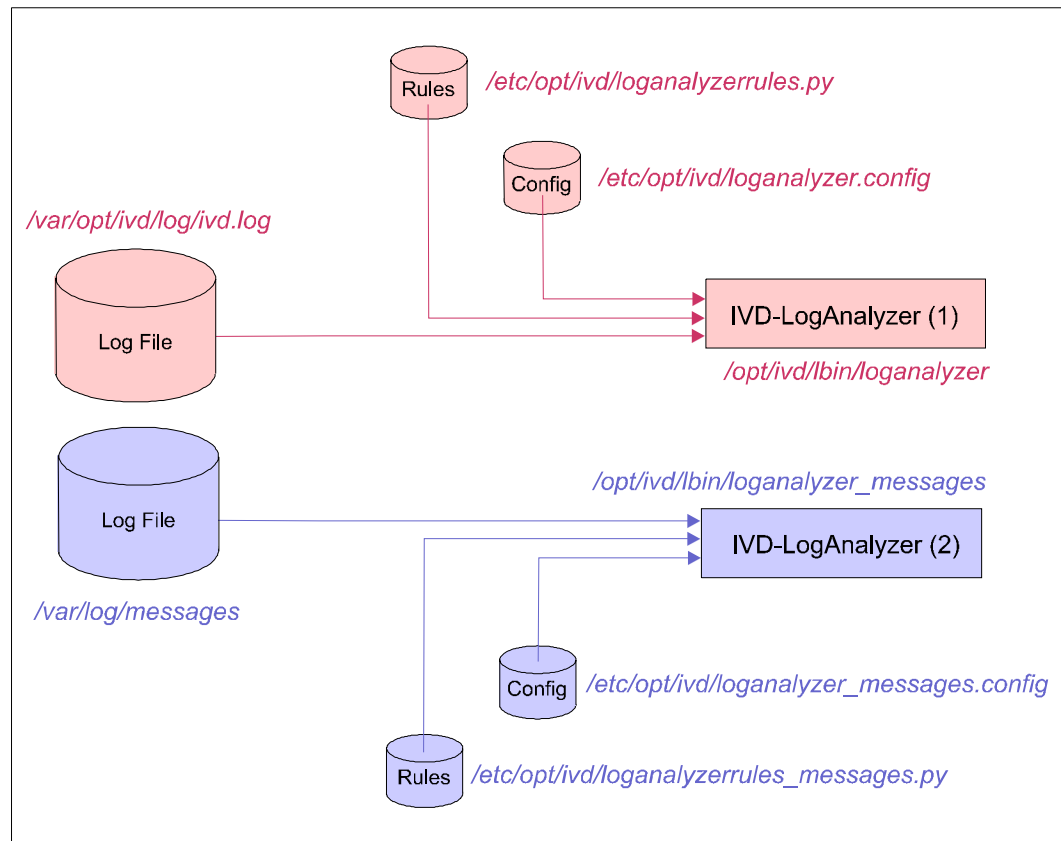 Rules
/etc/opt/ivd/loganalyzerrules.py
Config
/etc/opt/ivd/loganalyzer.config
/var/opt/ivd/log/ivd.log
Log File
IVD-LogAnalyzer (1)
/opt/ivd/lbin/loganalyzer
Log File
/opt/ivd/lbin/loganalyzer_messages
IVD-LogAnalyzer (2)
/var/log/messages
Config
/etc/opt/ivd/loganalyzer_messages.config
Rules
/etc/opt/ivd/loganalyzerrules_messages.py